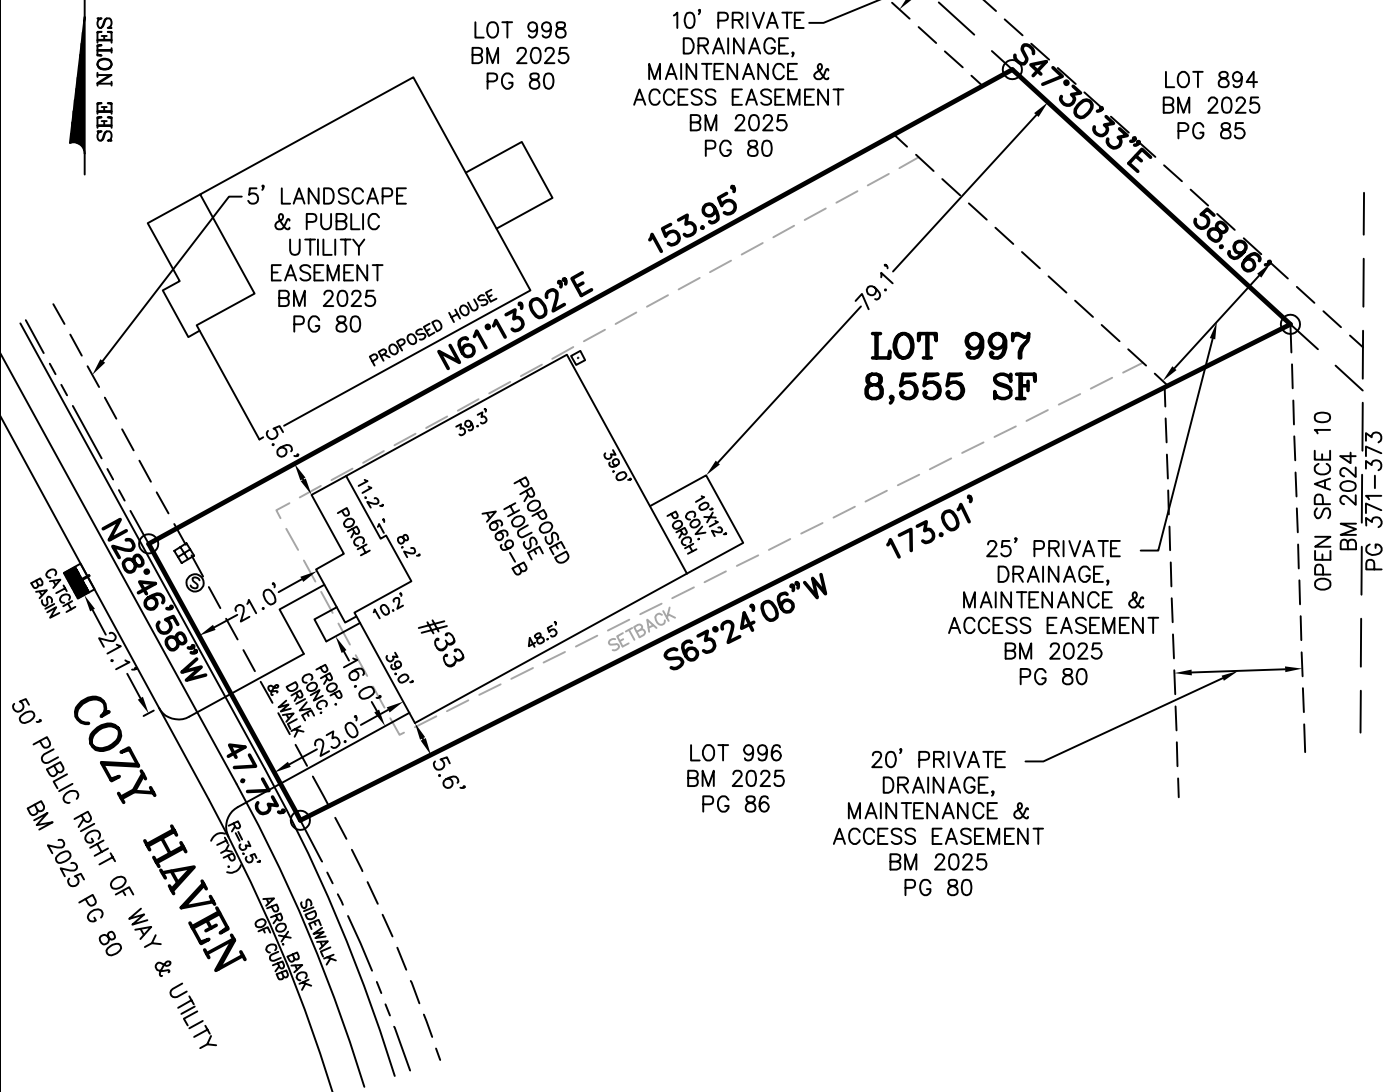 SEE NOTES
LOT 998
BM 2025
PG 80
10' PRIVATE
DRAINAGE,
MAINTENANCE &
ACCESS EASEMENT
BM 2025
PG 80
S47°30'33"E
58.96'
LOT 894
BM 2025
PG 85
5' LANDSCAPE
& PUBLIC
UTILITY
EASEMENT
BM 2025
PG 80
PROPOSED HOUSE
N61°13'02"E
153.95'
79.1'
LOT 997
8,555 SF
5.6'
39.3'
39.0'
11.2'
PORCH
8.2'
10.2'
PROPOSED
HOUSE
A669-B
10'X12'
COV.
PORCH
#33
48.5'
39.0'
SETBACK
S
21.0'
16.0'
23.0'
PROP.
CONC.
DRIVE
& WALK
5.6'
S63°24'06"W
173.01'
N28°46'58"W
47.73'
CATCH
BASIN
21.1'
R=3.5'
(TYP.)
COZY HAVEN
50' PUBLIC RIGHT OF WAY & UTILITY
BM 2025 PG 80
SIDEWALK
APROX. BACK
OF CURB
LOT 996
BM 2025
PG 86
25' PRIVATE
DRAINAGE,
MAINTENANCE &
ACCESS EASEMENT
BM 2025
PG 80
20' PRIVATE
DRAINAGE,
MAINTENANCE &
ACCESS EASEMENT
BM 2025
PG 80
OPEN SPACE 10
BM 2024
PG 371-373